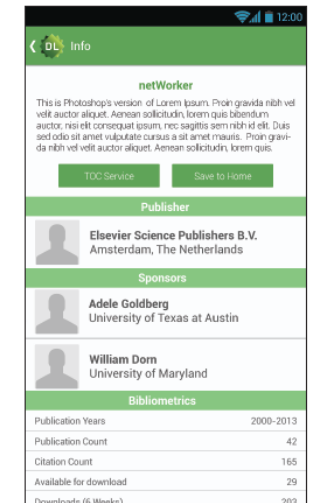 12:00
DL Info
netWorker
This is Photoshop's version of Lorem Ipsum. Proin gravida nibh vel
velit auctor aliquet. Aenean sollicitudin, lorem quis bibendum
auctor, nisi elit consequat ipsum, nec sagittis sem nibh id elit. Duis
sed odio sit amet vulputate cursus a sit amet mauris. Proin gravi-
da nibh vel velit auctor aliquet. Aenean sollicitudin, lorem quis.
TOC Service Save to Home
Publisher
Elsevier Science Publishers B.V.
Amsterdam, The Netherlands
Sponsors
Adele Goldberg
University of Texas at Austin
William Dorn
University of Maryland
Bibliometrics
Publication Years 2000-2013
Publication Count 42
Citation Count 165
Available for download 29
Downloads (6 Weeks) 203